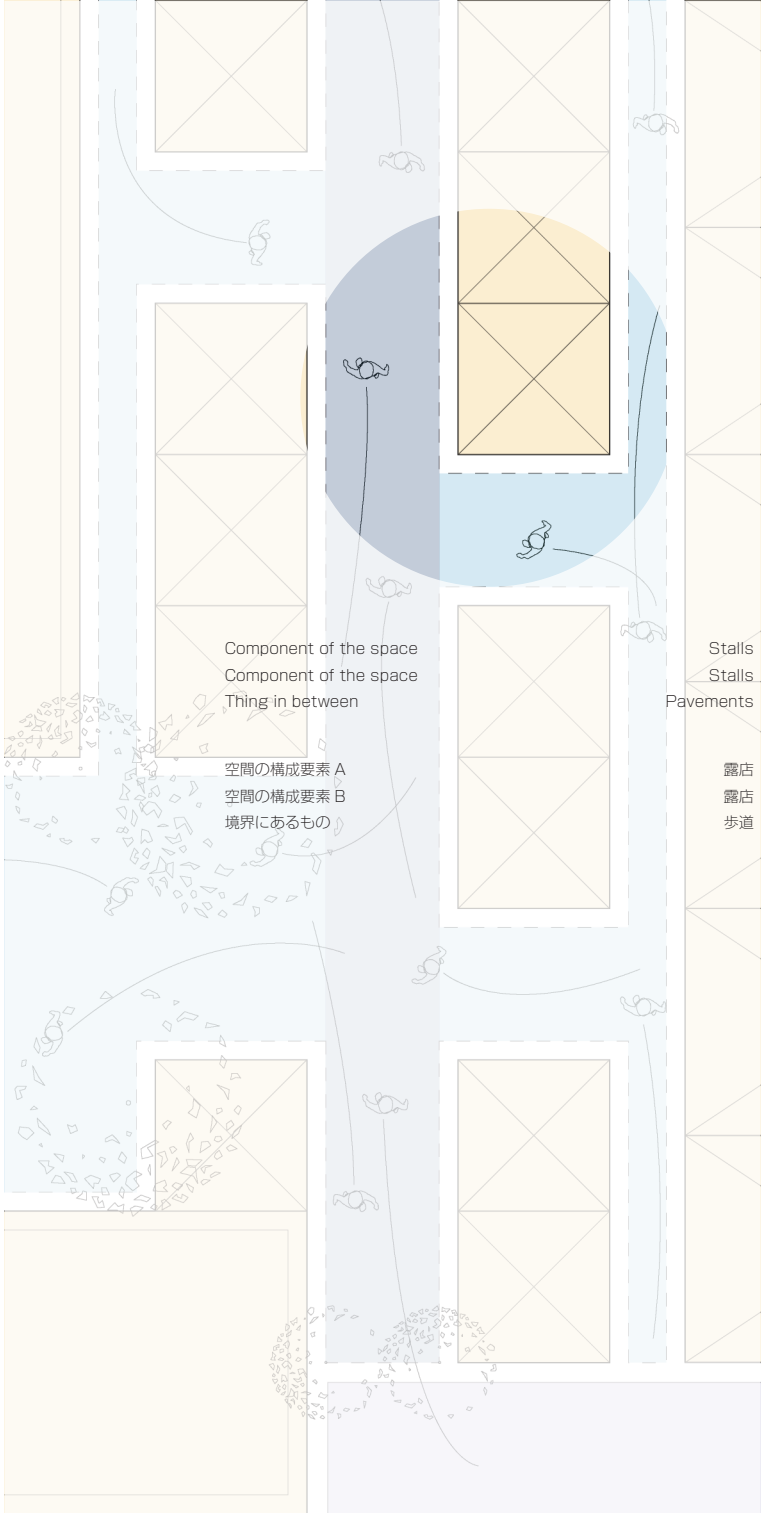 Component of the space Stalls
Component of the space Stalls
Thing in between Pavements
空間の構成要素 A 露店
空間の構成要素 B 露店
境界にあるもの 歩道